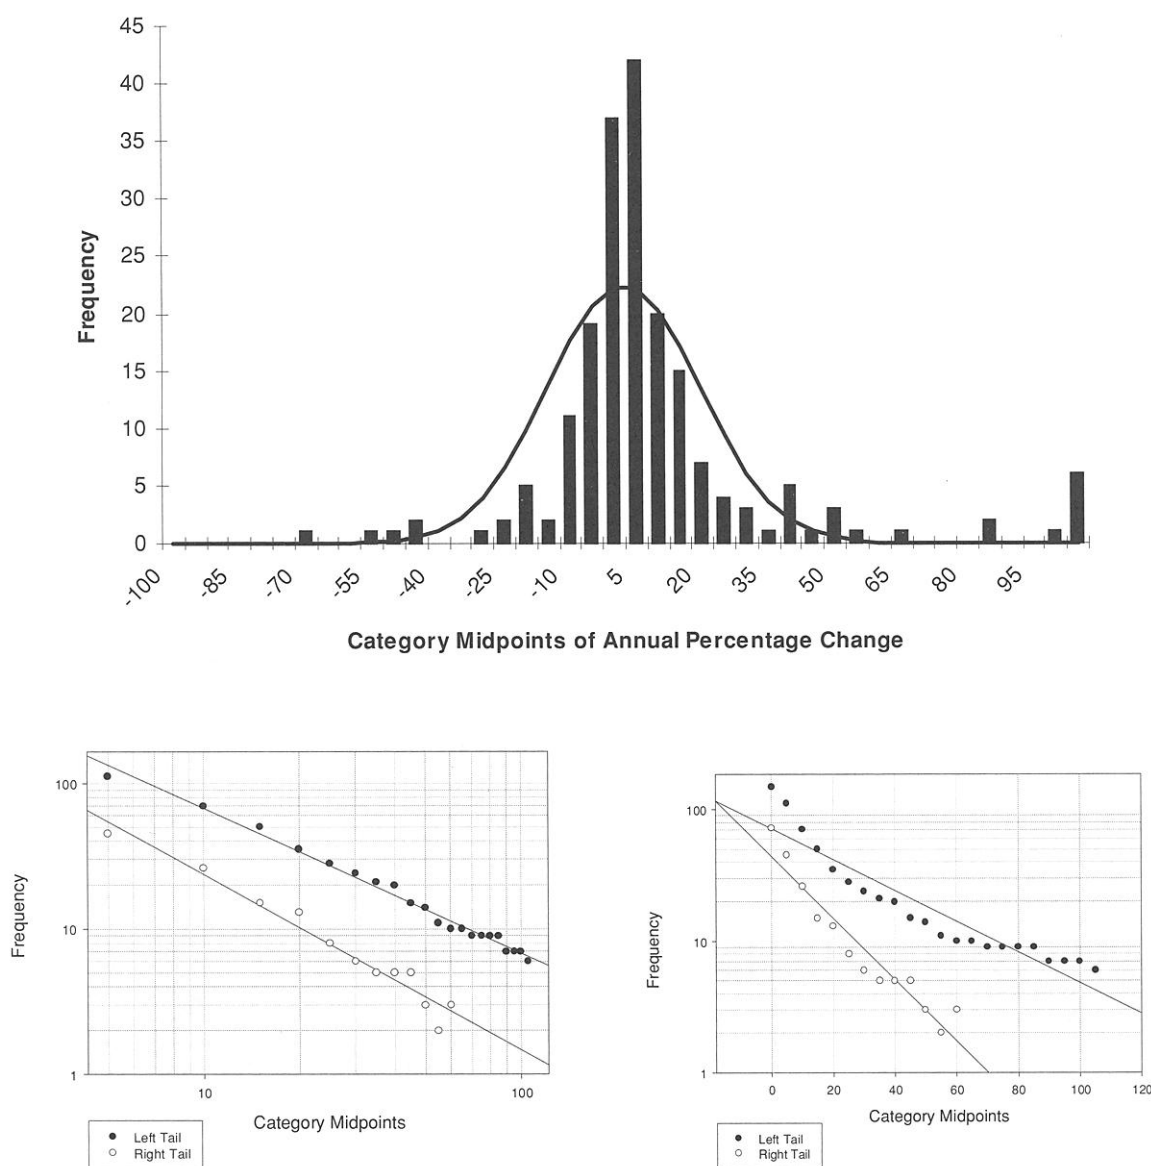 45
40
35
30
25
20
15
10
5
0
Frequency
-100 -85 -70 -55 -40 -25 -10 5 20 35 50 65 80 95
Category Midpoints of Annual Percentage Change
100
10
1
Frequency
10 100
Category Midpoints
Left Tail
Right Tail
100
10
1
Frequency
0 20 40 60 80 100 120
Category Midpoints
Left Tail
Right Tail